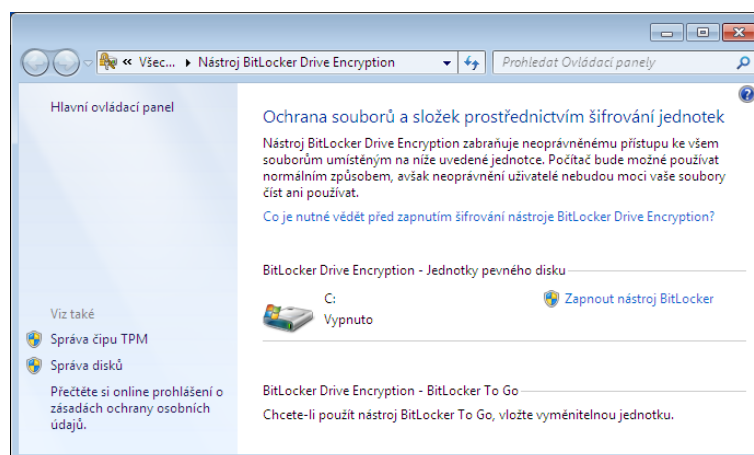 « Všec... ▸ Nástroj BitLocker Drive Encryption
Prohledat Ovládací panely
Hlavní ovládací panel
Ochrana souborů a složek prostřednictvím šifrování jednotek
Nástroj BitLocker Drive Encryption zabraňuje neoprávněnému přístupu ke všem
souborům umístěným na níže uvedené jednotce. Počítač bude možné používat
normálním způsobem, avšak neoprávnění uživatelé nebudou moci vaše soubory
číst ani používat.
Co je nutné vědět před zapnutím šifrování nástroje BitLocker Drive Encryption?
BitLocker Drive Encryption - Jednotky pevného disku
C:
Vypnuto
Zapnout nástroj BitLocker
Viz také
Správa čipu TPM
Správa disků
Přečtěte si online prohlášení o
zásadách ochrany osobních
údajů.
BitLocker Drive Encryption - BitLocker To Go
Chcete-li použít nástroj BitLocker To Go, vložte vyměnitelnou jednotku.